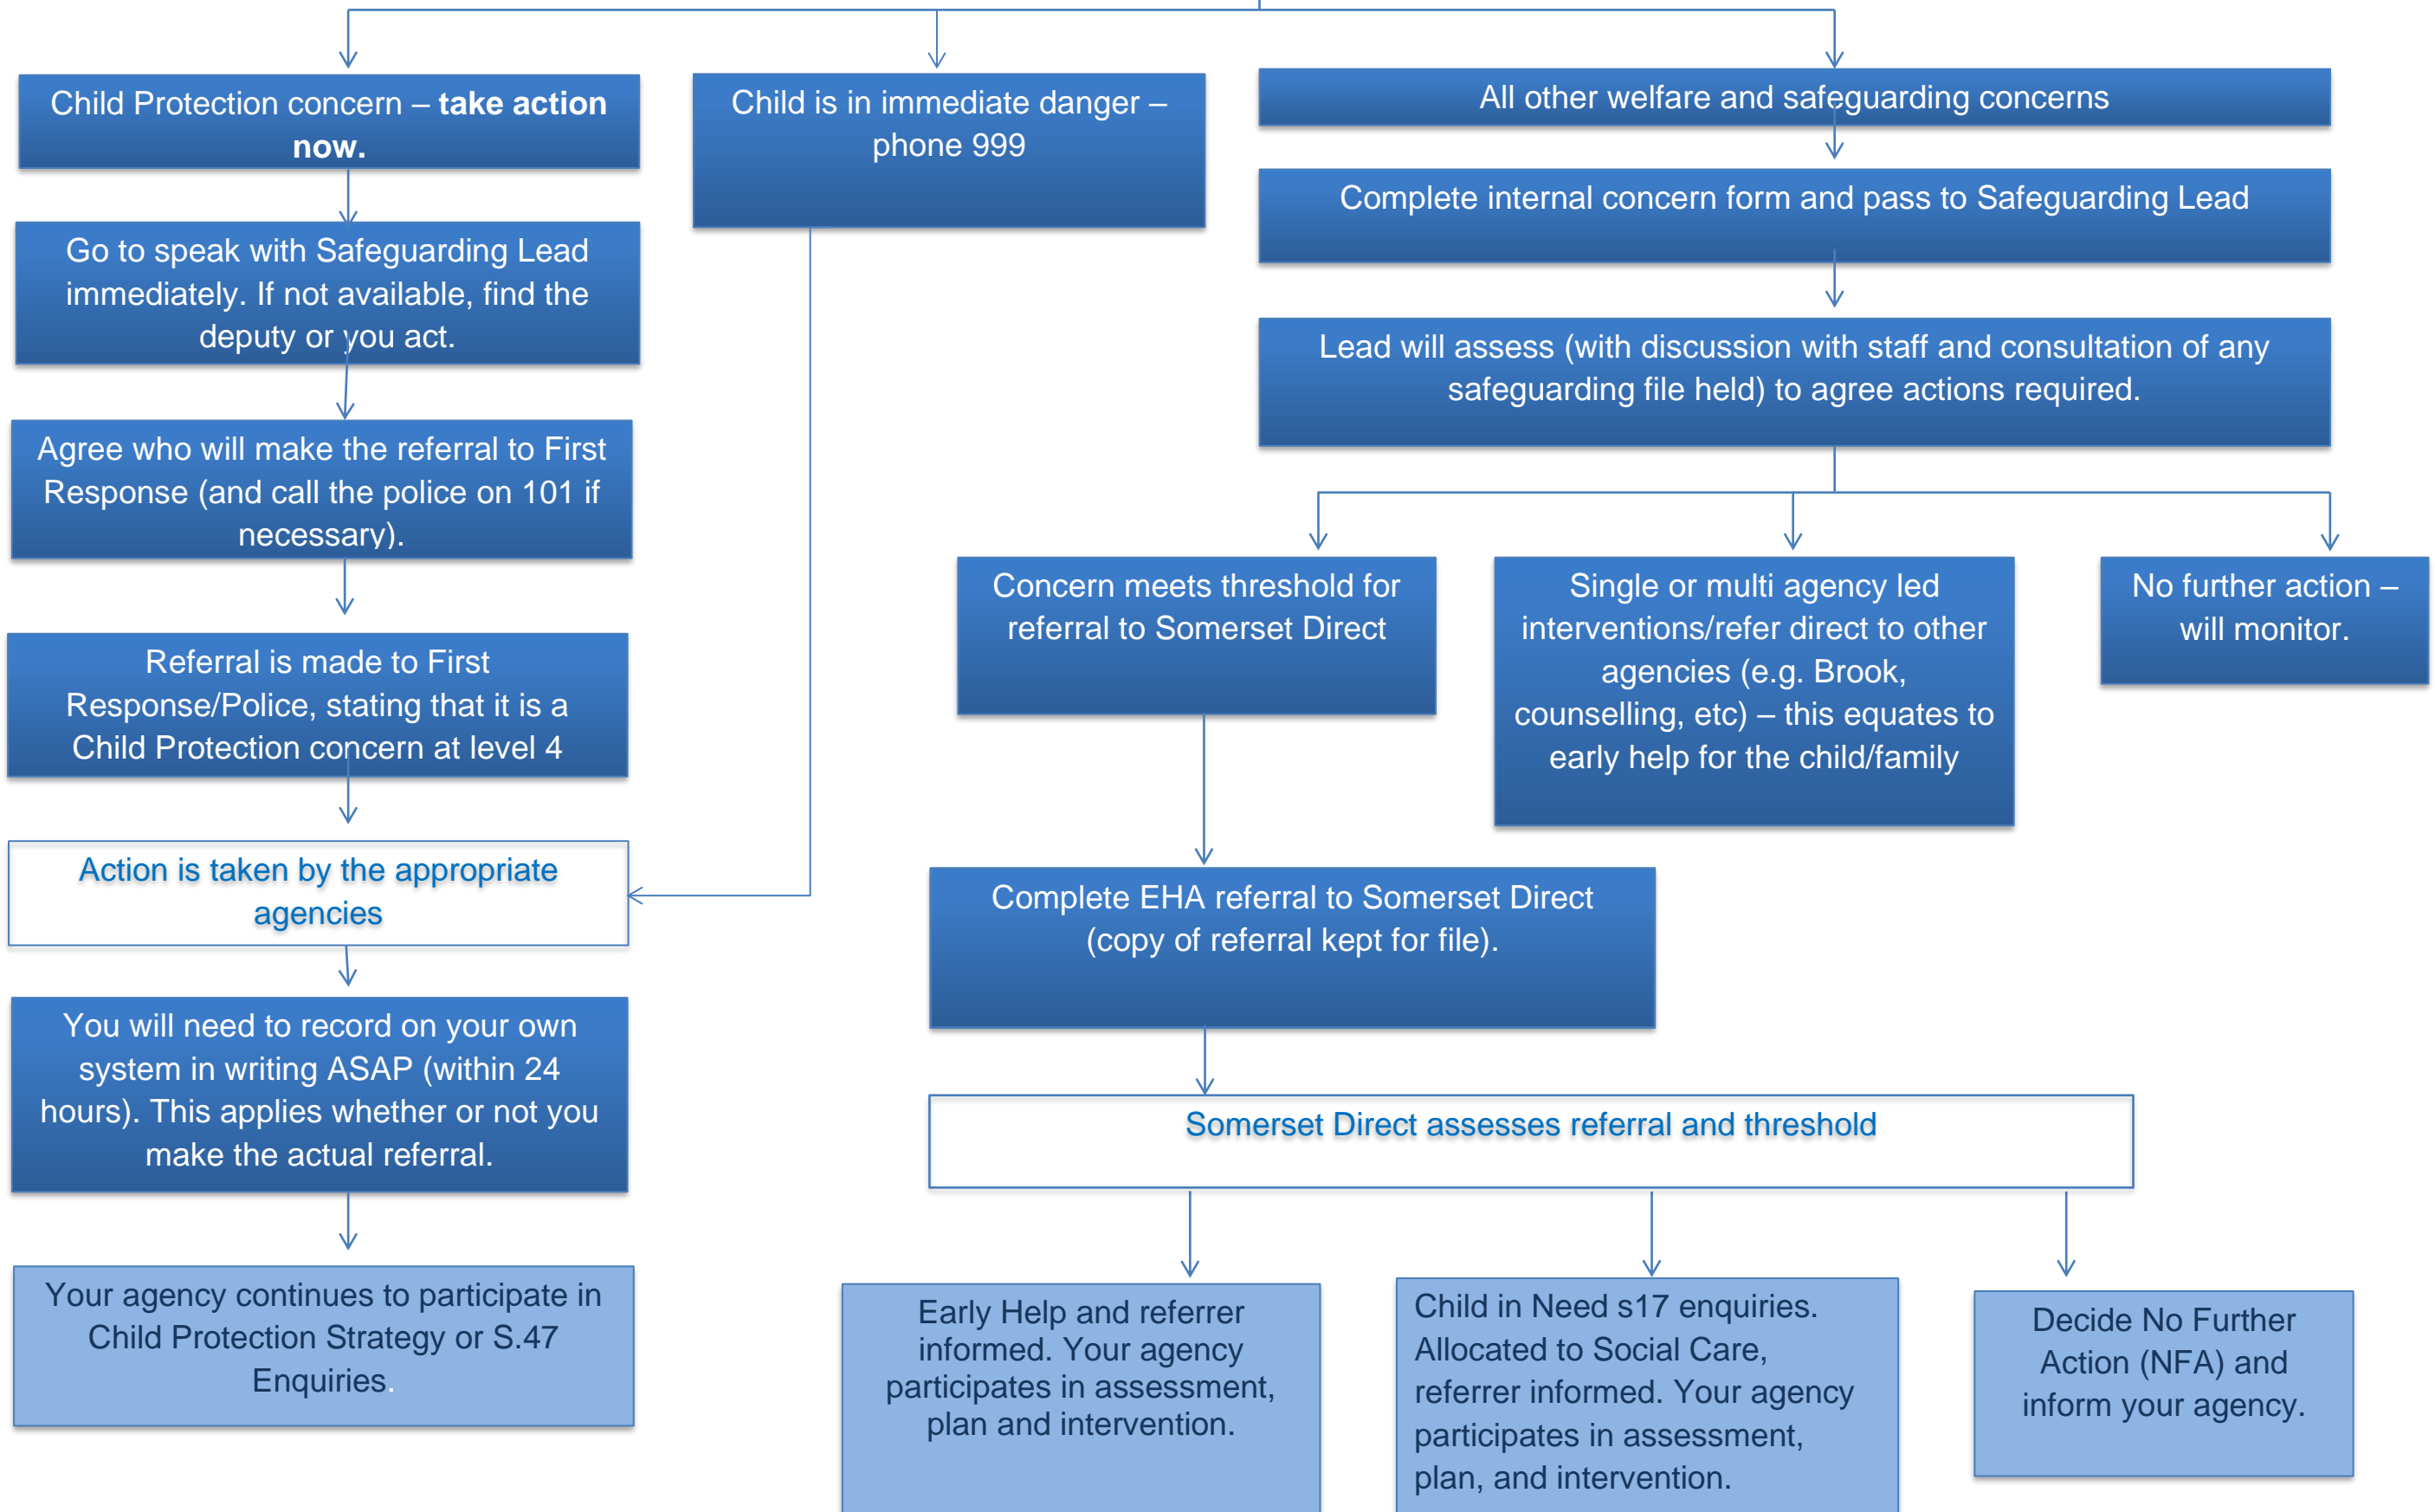 Child Protection concern – take action
now.
Go to speak with Safeguarding Lead
immediately. If not available, find the
deputy or you act.
Agree who will make the referral to First
Response (and call the police on 101 if
necessary).
Referral is made to First
Response/Police, stating that it is a
Child Protection concern at level 4
Action is taken by the appropriate
agencies
You will need to record on your own
system in writing ASAP (within 24
hours). This applies whether or not you
make the actual referral.
Your agency continues to participate in
Child Protection Strategy or S.47
Enquiries.
Child is in immediate danger –
phone 999
All other welfare and safeguarding concerns
Complete internal concern form and pass to Safeguarding Lead
Lead will assess (with discussion with staff and consultation of any
safeguarding file held) to agree actions required.
Concern meets threshold for
referral to Somerset Direct
Single or multi agency led
interventions/refer direct to other
agencies (e.g. Brook,
counselling, etc) – this equates to
early help for the child/family
No further action –
will monitor.
Complete EHA referral to Somerset Direct
(copy of referral kept for file).
Somerset Direct assesses referral and threshold
Early Help and referrer
informed. Your agency
participates in assessment,
plan and intervention.
Child in Need s17 enquiries.
Allocated to Social Care,
referrer informed. Your agency
participates in assessment,
plan, and intervention.
Decide No Further
Action (NFA) and
inform your agency.